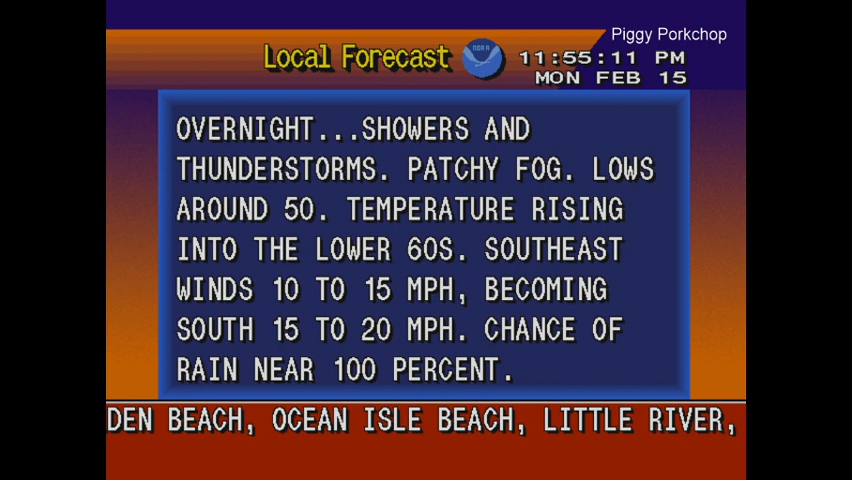 Piggy Porkchop
Local Forecast
NOAA
11:55:11 PM
MON FEB 15
OVERNIGHT...SHOWERS AND
THUNDERSTORMS. PATCHY FOG. LOWS
AROUND 50. TEMPERATURE RISING
INTO THE LOWER 60S. SOUTHEAST
WINDS 10 TO 15 MPH, BECOMING
SOUTH 15 TO 20 MPH. CHANCE OF
RAIN NEAR 100 PERCENT.
DEN BEACH, OCEAN ISLE BEACH, LITTLE RIVER,